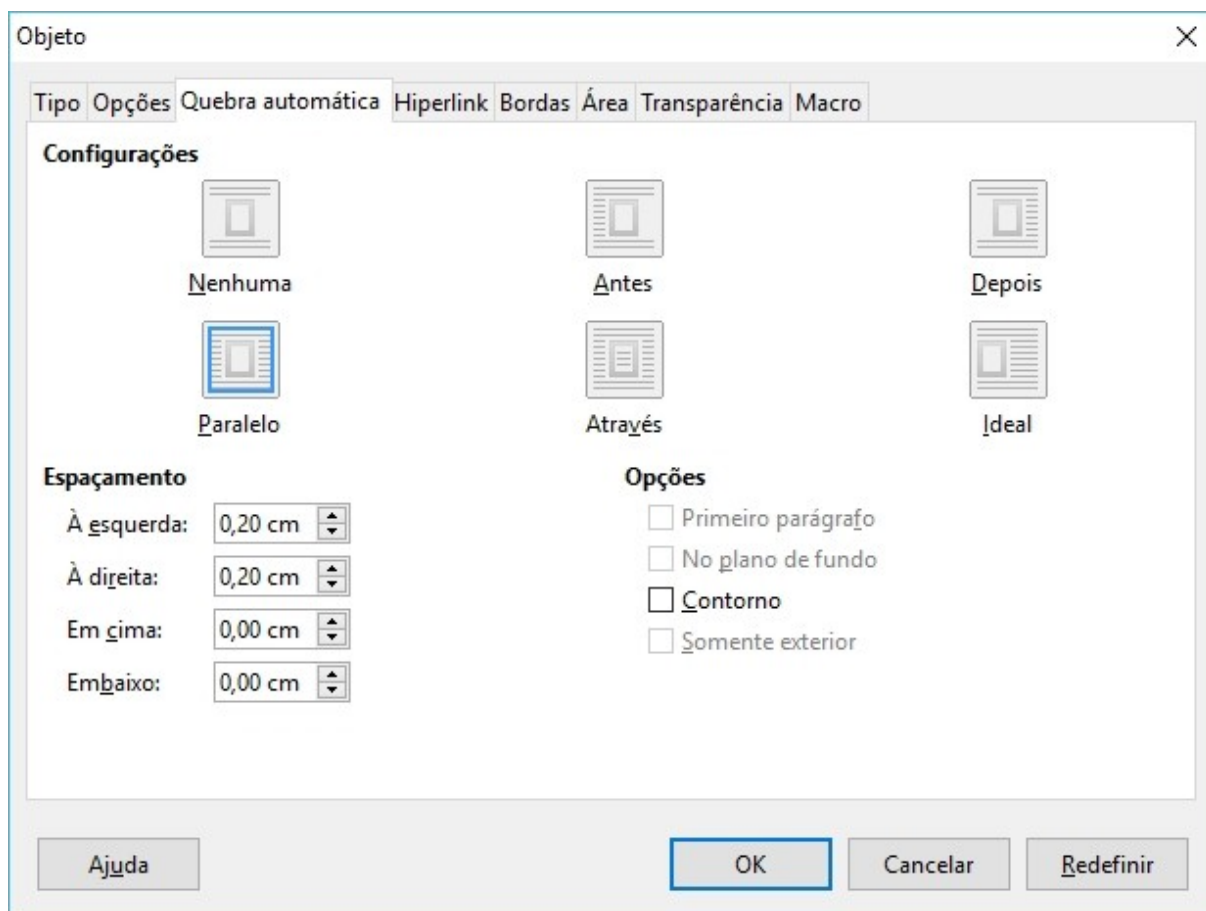 Objeto
Tipo Opções Quebra automática Hiperlink Bordas Área Transparência Macro
Configurações
Nenhuma Antes Depois
Paralelo Através Ideal
Espaçamento Opções
À esquerda: 0,20 cm Primeiro parágrafo
À direita: 0,20 cm No plano de fundo
Em cima: 0,00 cm Contorno
Embaixo: 0,00 cm Somente exterior
Ajuda OK Cancelar Redefinir